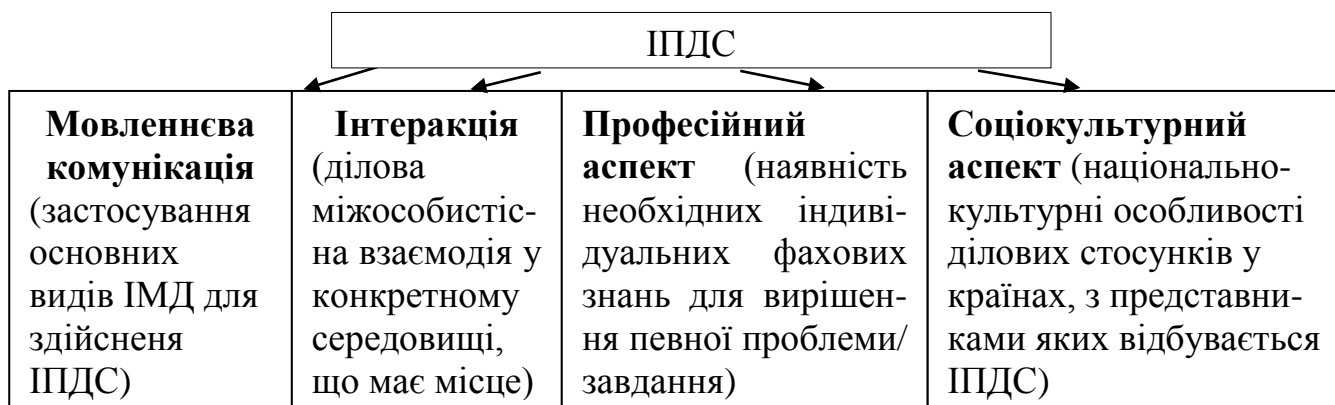 ІПДС
Мовленнєва
комунікація
(застосування
основних
видів ІМД для
здійсненя
ІПДС)
Інтеракція
(ділова
міжособистіс-
на взаємодія у
конкретному
середовищі,
що має місце)
Професійний
аспект (наявність
необхідних індиві-
дуальних фахових
знань для вирішен-
ня певної проблеми/
завдання)
Соціокультурний
аспект (національно-
культурні особливості
ділових стосунків у
країнах, з представни-
ками яких відбувається
ІПДС)